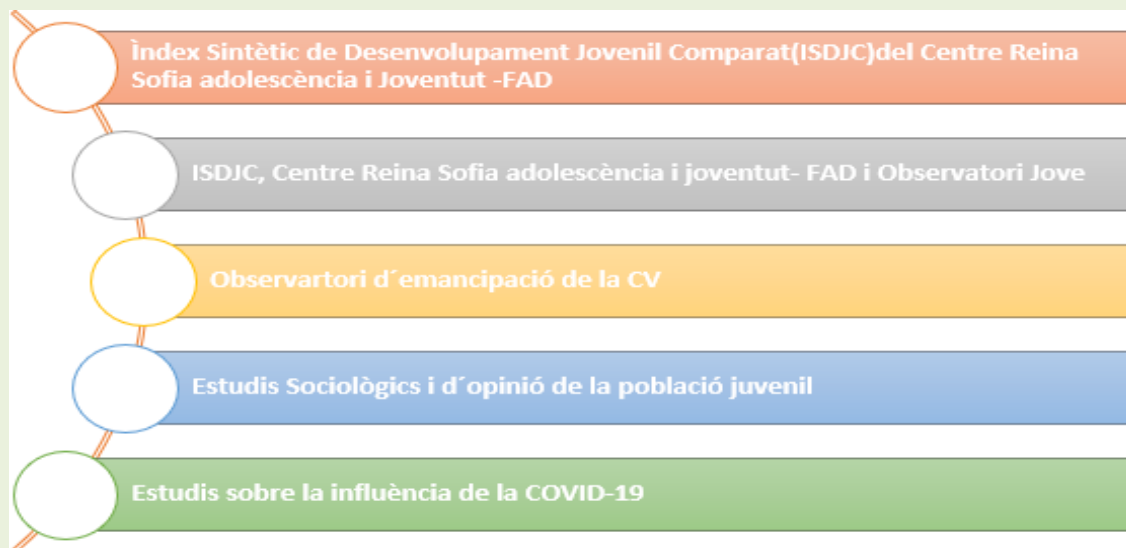 Ìndex Sintètic de Desenvolupament Jovenil Comparat(ISDJC)del Centre Reina
Sofia adolescència i Joventut -FAD
ISDJC, Centre Reina Sofia adolescència i joventut- FAD i Observatori Jove
Observartori d´emancipació de la CV
Estudis Sociològics i d´opinió de la població juvenil
Estudis sobre la influència de la COVID-19